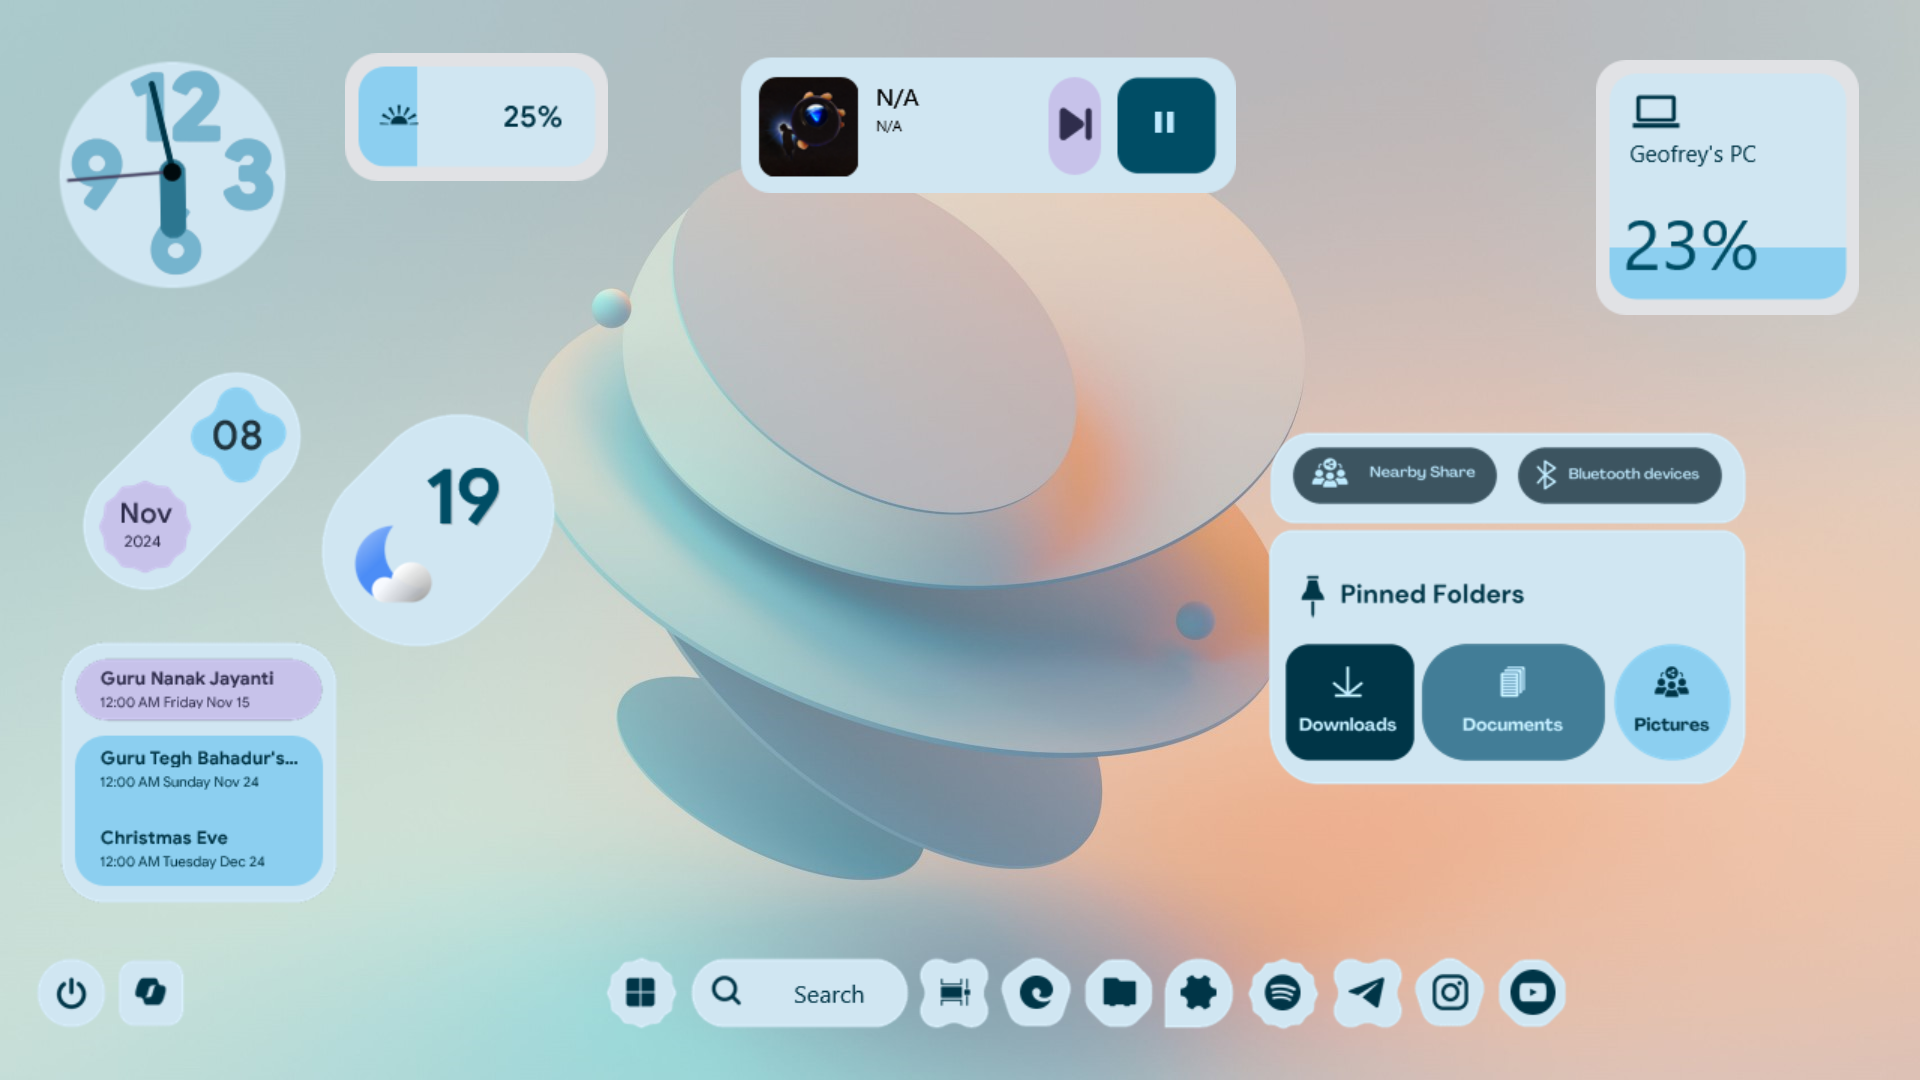 12
3
6
9
25%
N/A
N/A
Geofrey's PC
23%
08
Nov
2024
19
Nearby Share
Bluetooth devices
Pinned Folders
Downloads
Documents
Pictures
Guru Nanak Jayanti
12:00 AM Friday Nov 15
Guru Tegh Bahadur's...
12:00 AM Sunday Nov 24
Christmas Eve
12:00 AM Tuesday Dec 24
Search